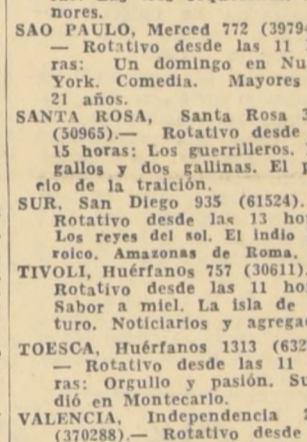 nores.
SAO PAULO, Merced 772 (3979
— Rotativo desde las 11
ras: Un domingo en Nu
York. Comedia. Mayores
21 años.
SANTA ROSA, Santa Rosa 3
(50965).— Rotativo desde
15 horas: Los guerrilleros.
gallos y dos gallinas. El p
cio de la traición.
SUR, San Diego 935 (61524).
Rotativo desde las 13 ho
Los reyes del sol. El indio
roico. Amazonas de Roma.
TIVOLI, Huérfanos 757 (30611).
Rotativo desde las 11 ho
Sabor a miel. La isla de
turo. Noticiarios y agrega
TOESCA, Huérfanos 1313 (632
— Rotativo desde las 11
ras: Orgullo y pasión. Su
dió en Montecarlo.
VALENCIA, Independencia 2
(370288).— Rotativo desde